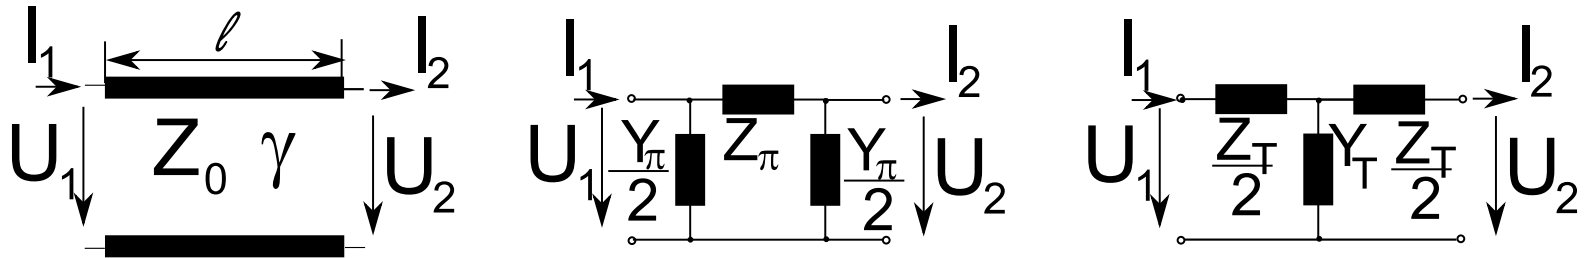 I1 ℓ I2
U1 Z0 γ U2
I1 I2
U1 Yπ/2 Zπ Yπ/2 U2
I1 I2
U1 ZT/2 YT ZT/2 U2